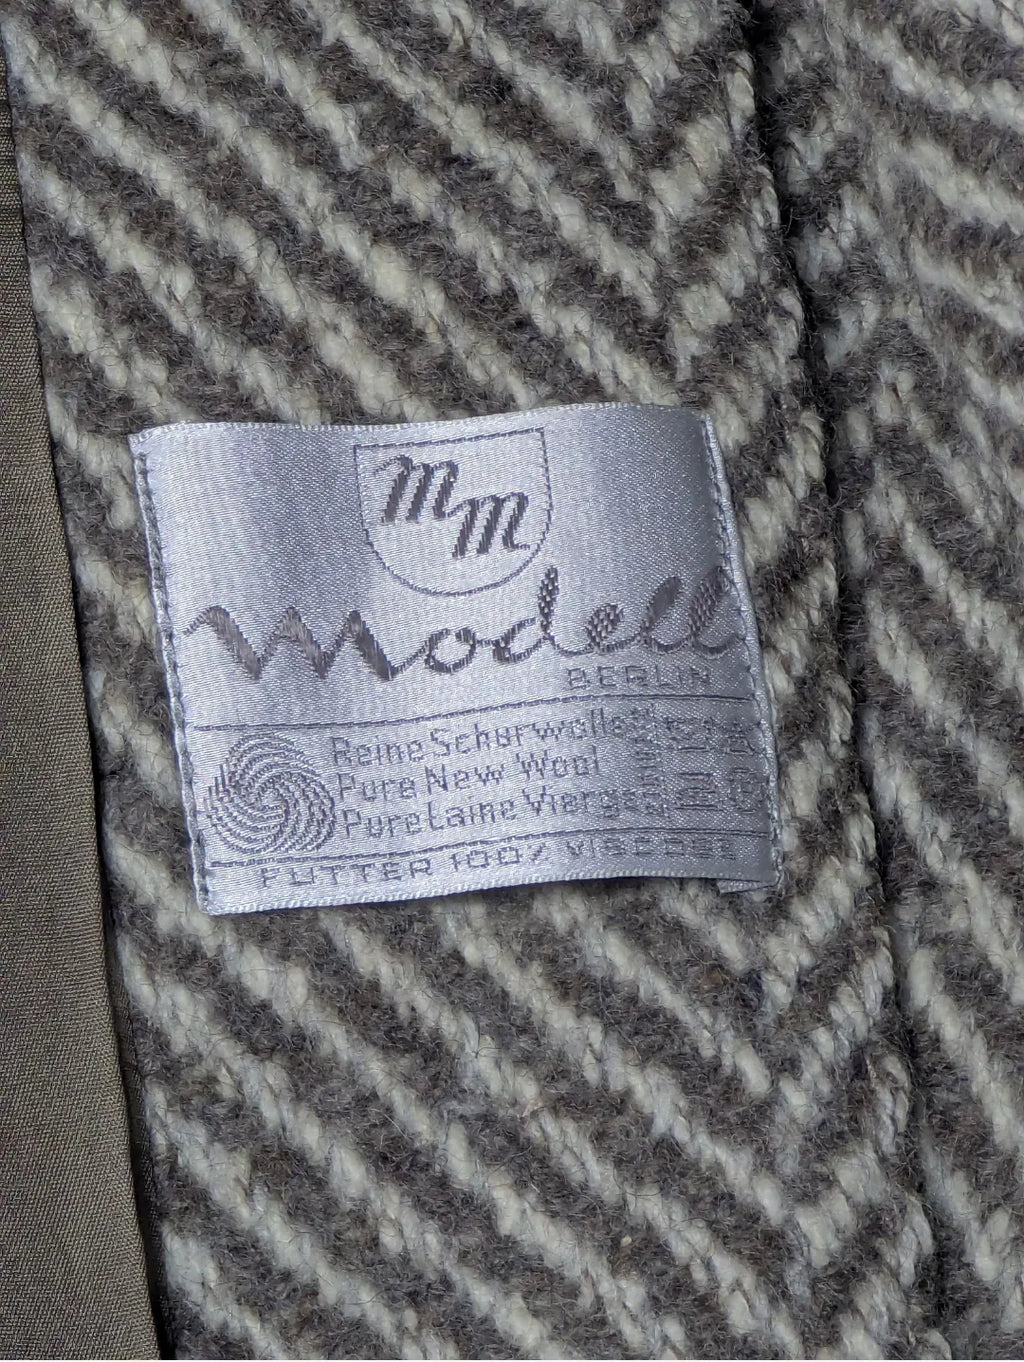 mm
Modell
BERLIN
Reine Schurwolle
Pure New Wool
Pure Laine Vierge
FUTTER 100% VISCOSE